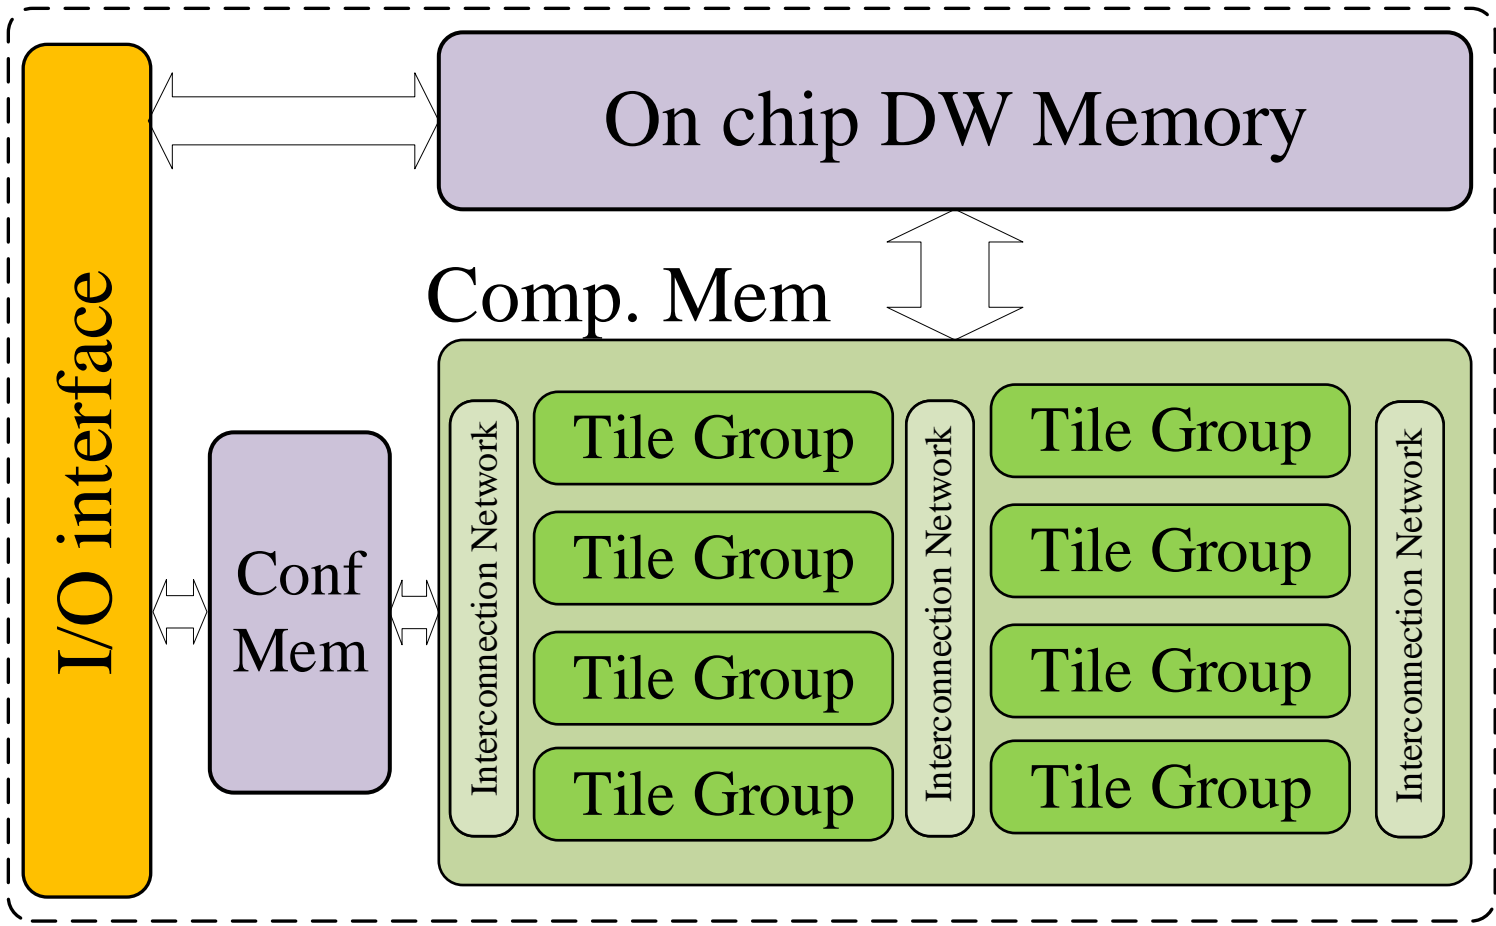 On chip DW Memory
I/O interface
Comp. Mem
Conf
Mem
Interconnection Network
Tile Group
Tile Group
Tile Group
Tile Group
Interconnection Network
Tile Group
Tile Group
Tile Group
Tile Group
Interconnection Network